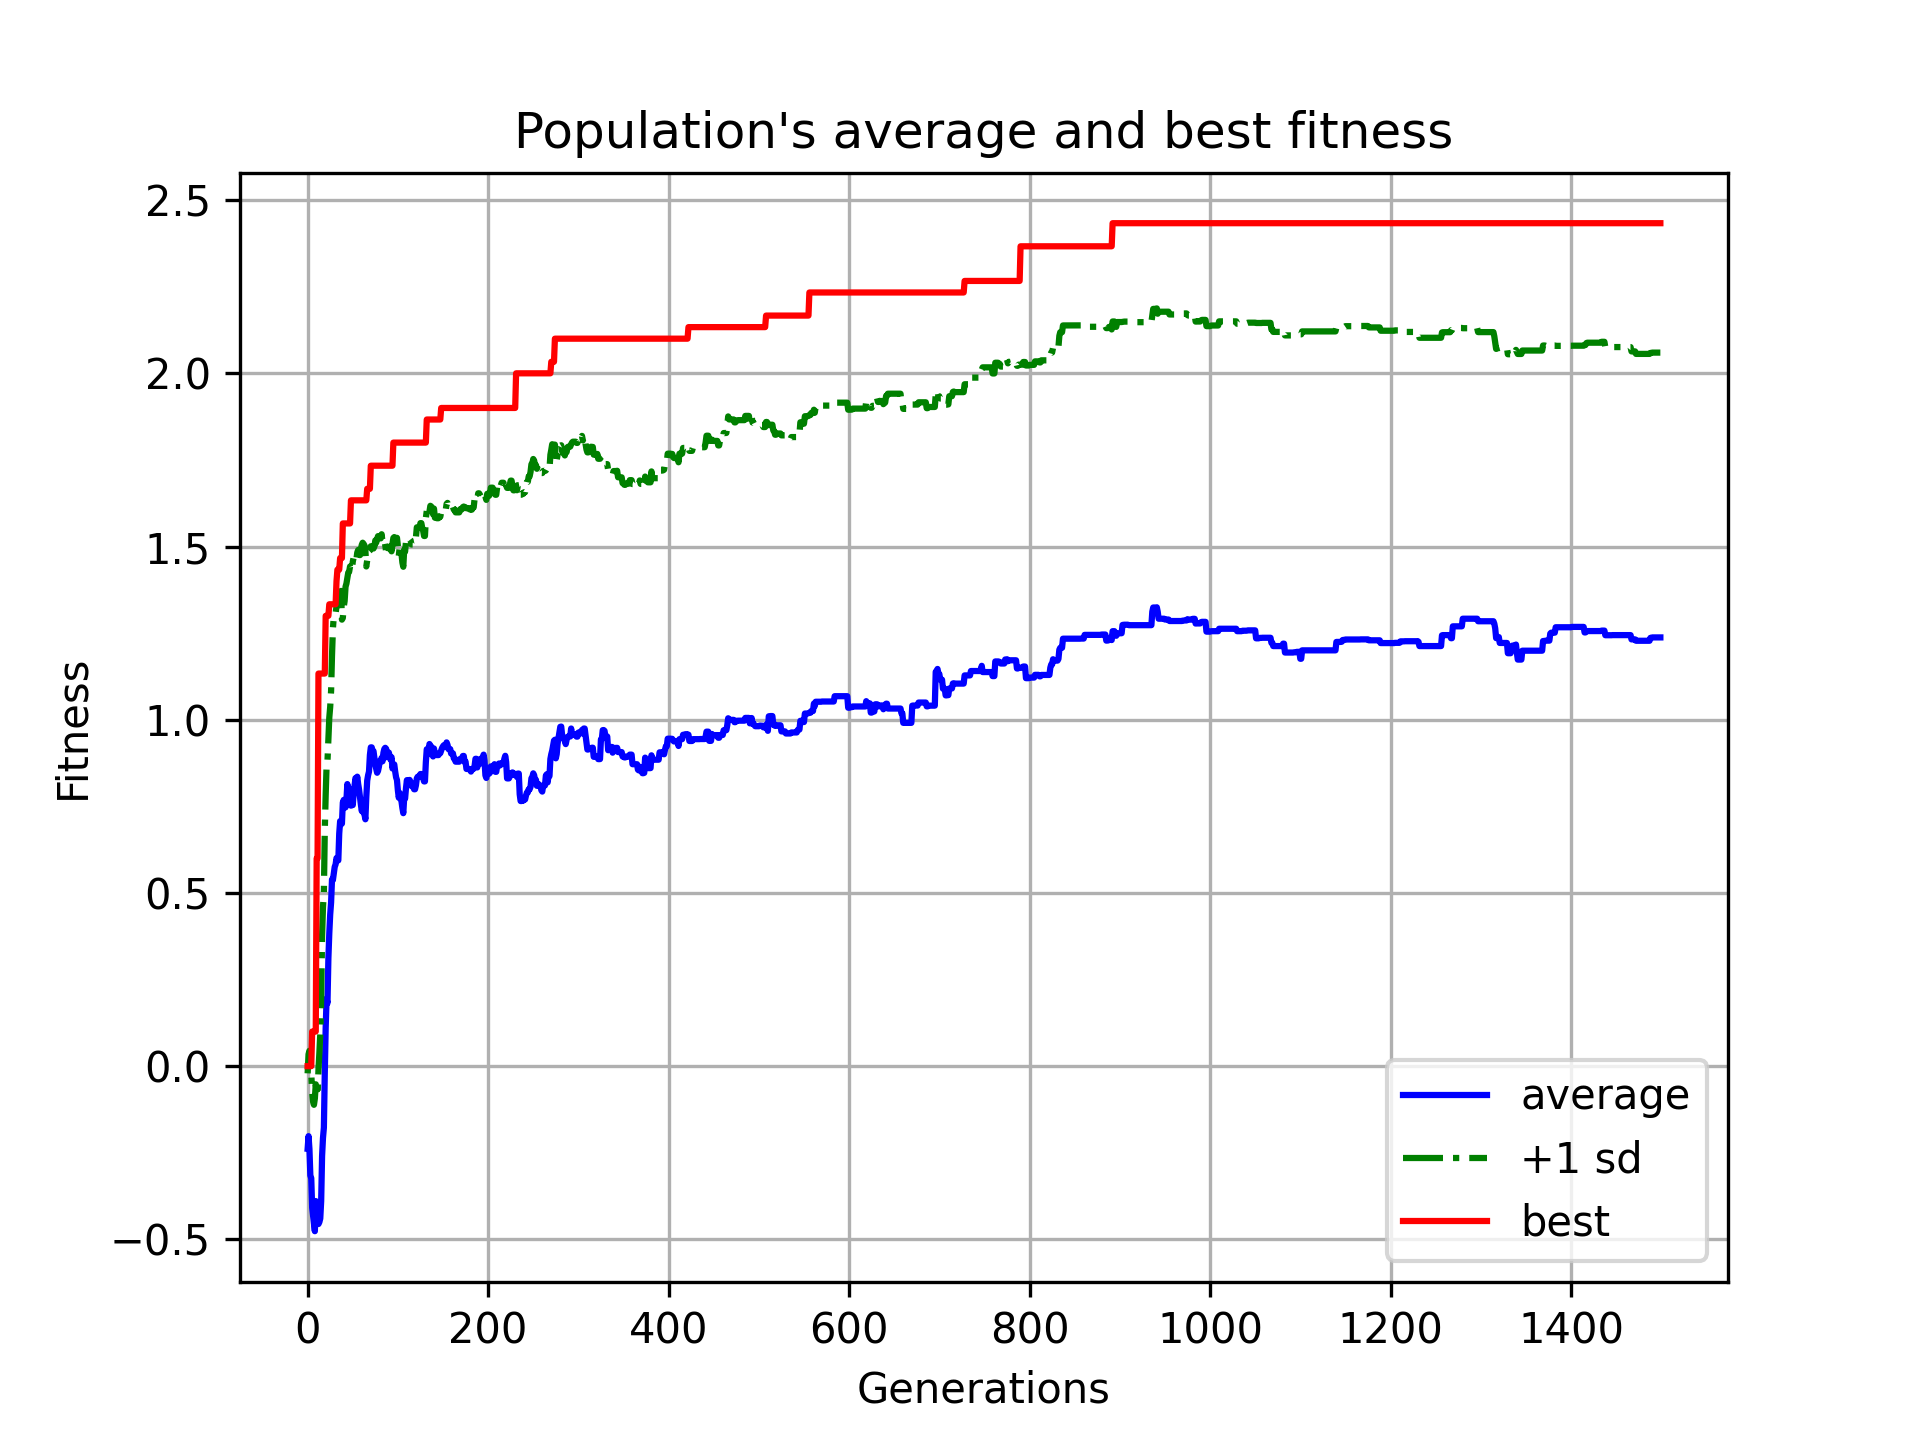 Population's average and best fitness
2.5
2.0
1.5
1.0
0.5
0.0
−0.5
Fitness
0 200 400 600 800 1000 1200 1400
Generations
average
+1 sd
best